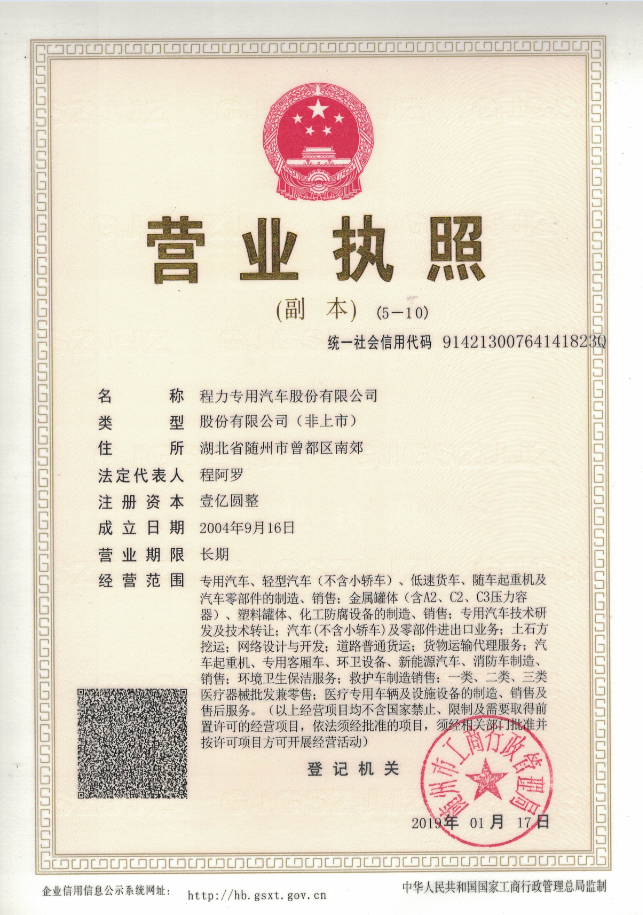 营业执照
(副 本) (5-10)
统一社会信用代码 91421300764141823Q
名 称 程力专用汽车股份有限公司
类 型 股份有限公司（非上市）
住 所 湖北省随州市曾都区南郊
法定代表人 程阿罗
注册资本 壹亿圆整
成立日期 2004年9月16日
营业期限 长期
经营范围 专用汽车、轻型汽车（不含小轿车）、低速货车、随车起重机及
汽车零部件的制造、销售；金属罐体（含A2、C2、C3压力容
器）、塑料罐体、化工防腐设备的制造、销售；专用汽车技术研
发及技术转让；汽车(不含小轿车)及零部件进出口业务；土石方
挖运；网络设计与开发；道路普通货运；货物运输代理服务；汽
车起重机、专用客厢车、环卫设备、新能源汽车、消防车制造、
销售；环境卫生保洁服务；救护车制造销售；一类、二类、三类
医疗器械批发兼零售；医疗专用车辆及设施设备的制造、销售及
售后服务。（以上经营项目均不含国家禁止、限制及需要取得前
置许可的经营项目，依法须经批准的项目，须经相关部门批准并
按许可项目方可开展经营活动）
登记机关
随州市工商行政管理局
2019年 01月 17日
企业信用信息公示系统网址： http://hb.gsxt.gov.cn
中华人民共和国国家工商行政管理总局监制